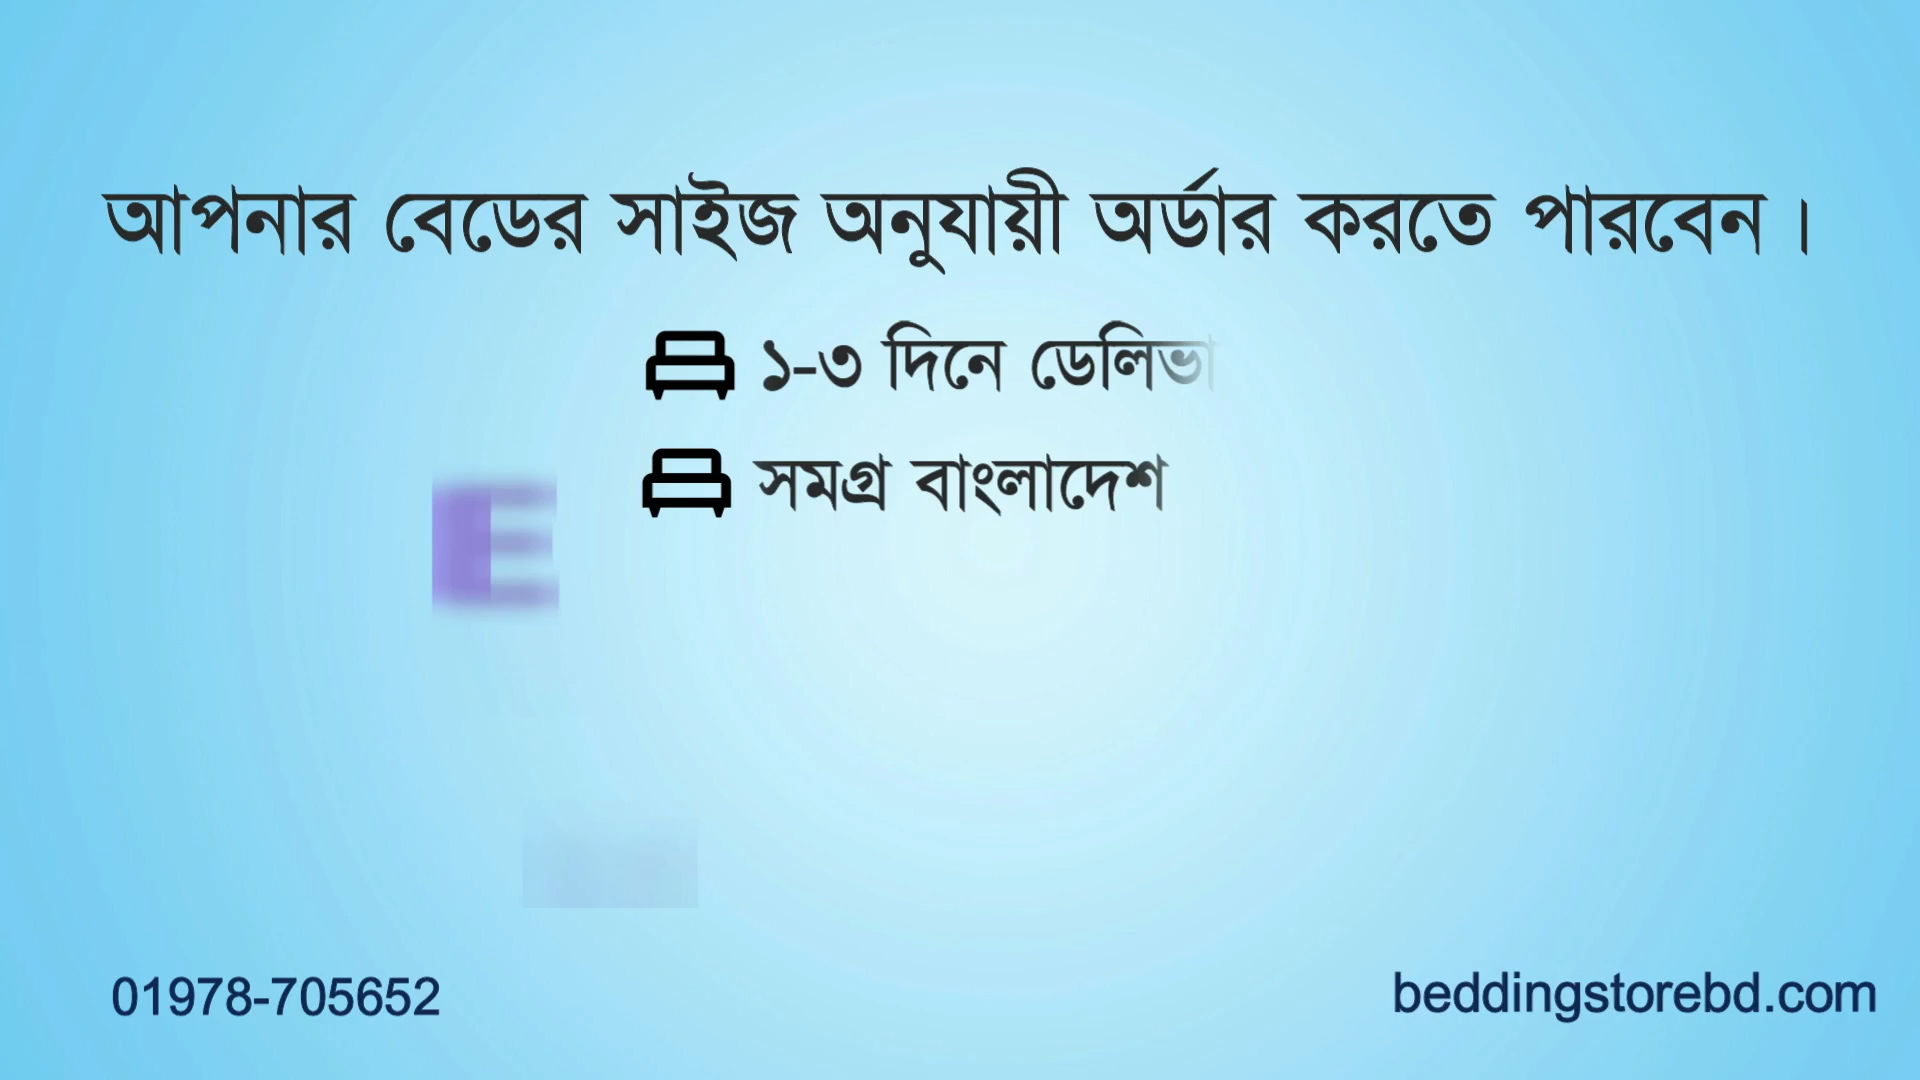 আপনার বেডের সাইজ অনুযায়ী অর্ডার করতে পারবেন।
১-৩ দিনে ডেলিভা
সমগ্র বাংলাদেশ
E
01978-705652
beddingstorebd.com